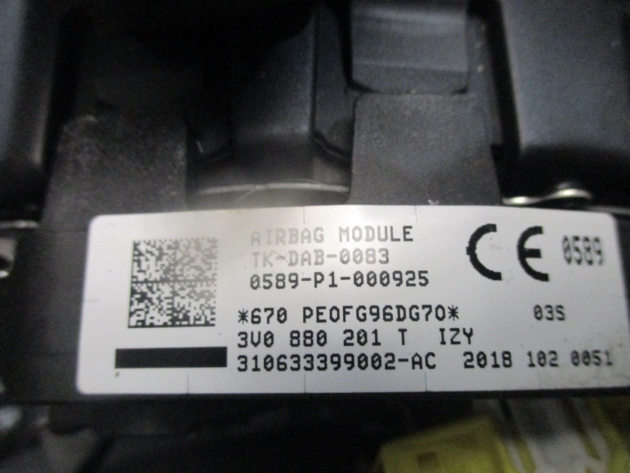 AIRBAG MODULE
TK-DAB-0083
0589-P1-000925
CE 0589
*670 PE0FG96DG70* 03S
3V0 880 201 T IZY
310633399002-AC 2018 102 0051